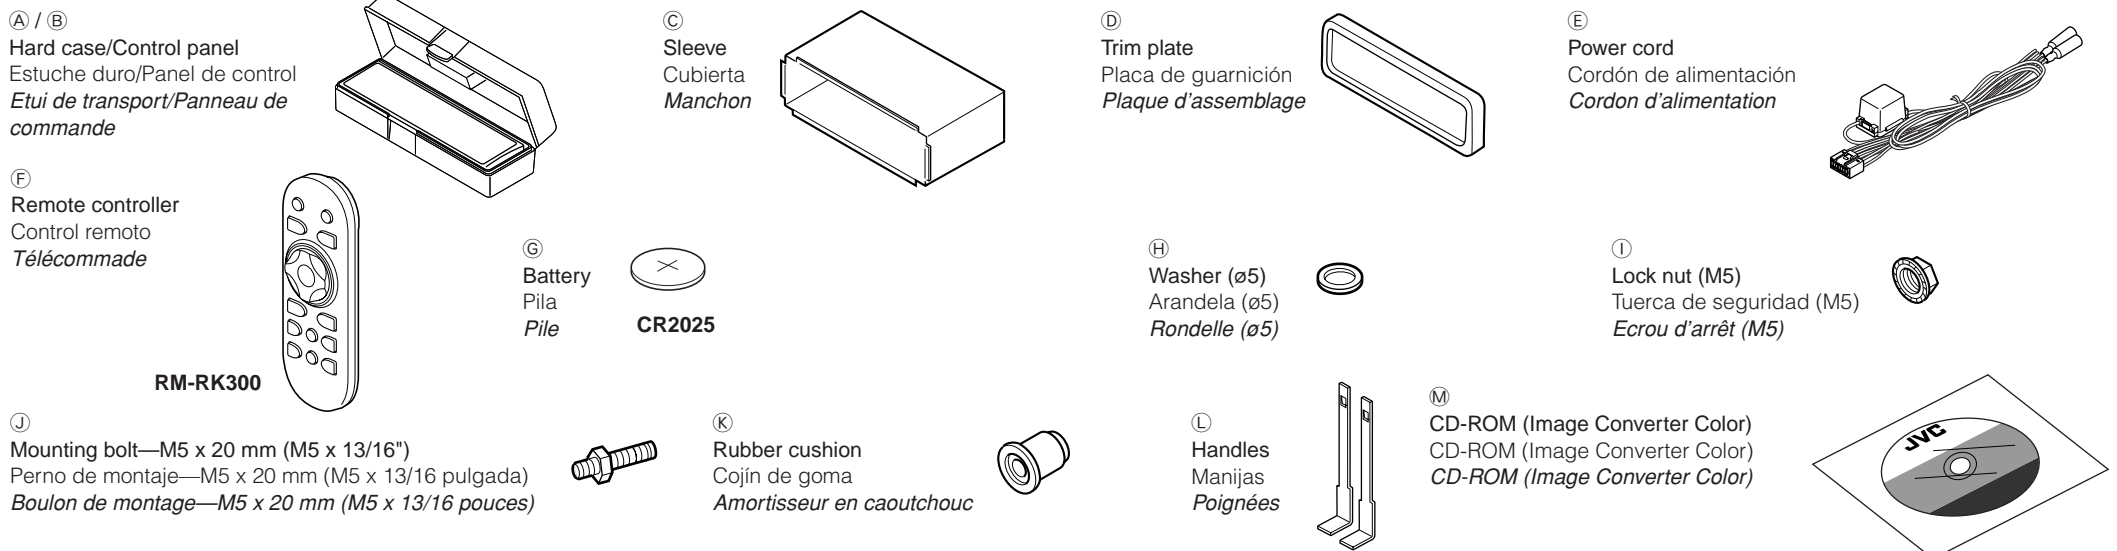 Ⓐ / Ⓑ
Hard case/Control panel
Estuche duro/Panel de control
Etui de transport/Panneau de
commande
Ⓒ
Sleeve
Cubierta
Manchon
Ⓓ
Trim plate
Placa de guarnición
Plaque d'assemblage
Ⓔ
Power cord
Cordón de alimentación
Cordon d'alimentation
Ⓕ
Remote controller
Control remoto
Télécommade
RM-RK300
Ⓖ
Battery
Pila
Pile
CR2025
Ⓗ
Washer (ø5)
Arandela (ø5)
Rondelle (ø5)
Ⓘ
Lock nut (M5)
Tuerca de seguridad (M5)
Ecrou d'arrêt (M5)
Ⓙ
Mounting bolt—M5 x 20 mm (M5 x 13/16")
Perno de montaje—M5 x 20 mm (M5 x 13/16 pulgada)
Boulon de montage—M5 x 20 mm (M5 x 13/16 pouces)
Ⓚ
Rubber cushion
Cojín de goma
Amortisseur en caoutchouc
Ⓛ
Handles
Manijas
Poignées
Ⓜ
CD-ROM (Image Converter Color)
CD-ROM (Image Converter Color)
CD-ROM (Image Converter Color)
JVC